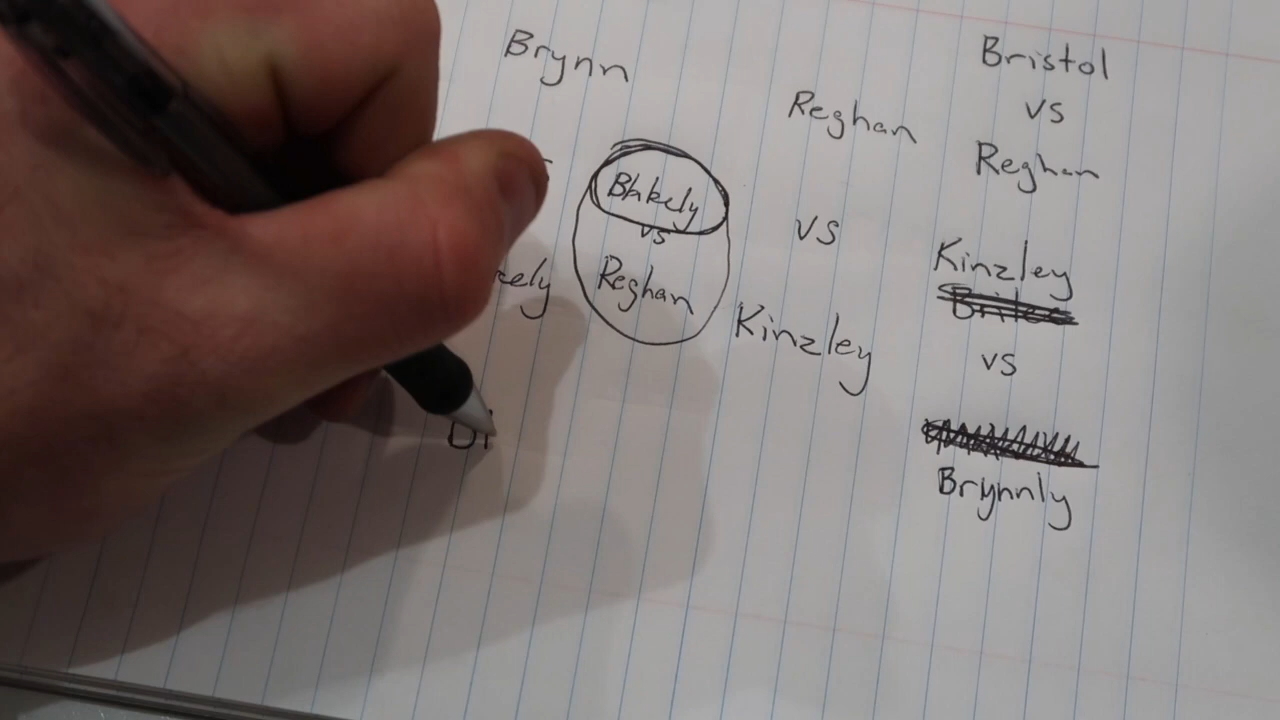 Brynn
Blakely
vs
Reghan
Reghan
vs
Kinzley
Bristol
vs
Reghan
Kinzley
vs
Brynnly